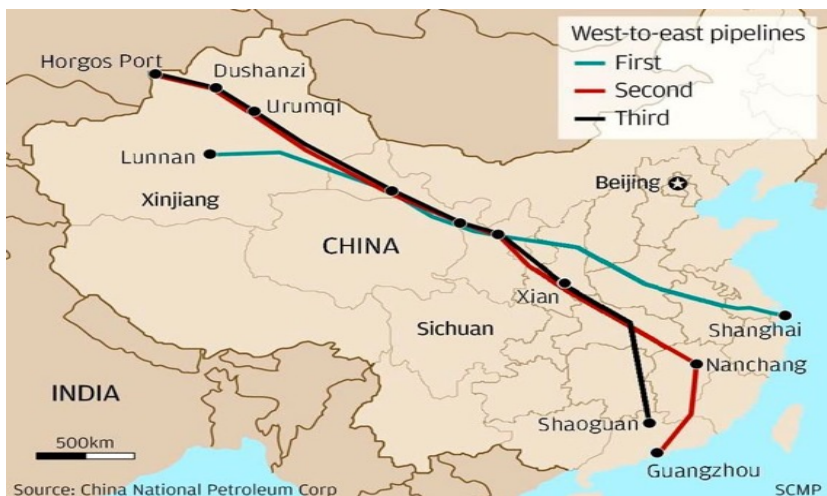 West-to-east pipelines
First
Second
Third
Horgos Port
Dushanzi
Urumqi
Lunnan
Xinjiang
Beijing
CHINA
Xian
Sichuan
Shanghai
Nanchang
INDIA
Shaoguan
500km
Guangzhou
Source: China National Petroleum Corp
SCMP